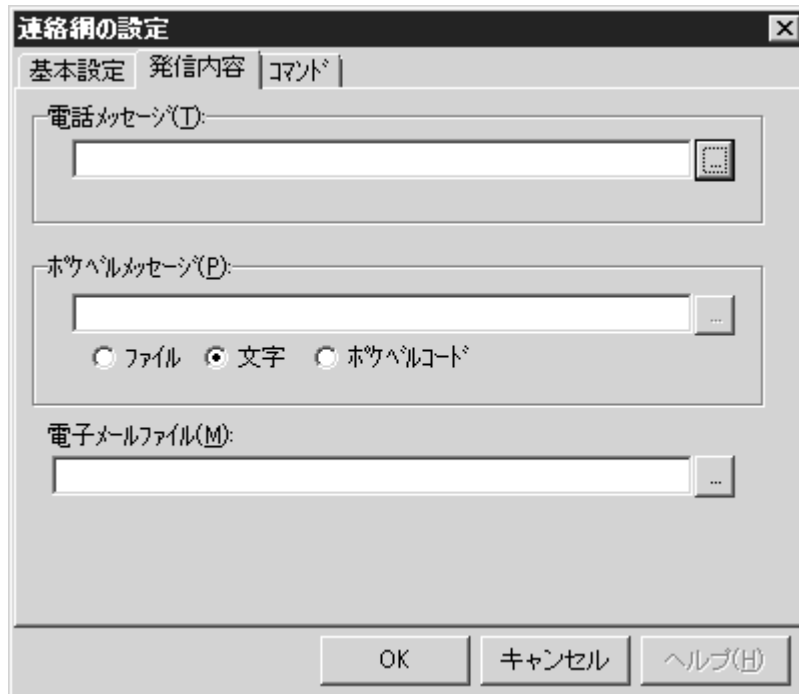 連絡網の設定
基本設定 発信内容 ｺﾏﾝﾄﾞ
電話ﾒｯｾｰｼﾞ(T):
...
ﾎﾟｹﾍﾞﾙﾒｯｾｰｼﾞ(P):
...
ﾌｧｲﾙ 文字 ﾎﾟｹﾍﾞﾙｺｰﾄﾞ
電子ﾒｰﾙﾌｧｲﾙ(M):
...
OK キャンセル ヘルプ(H)